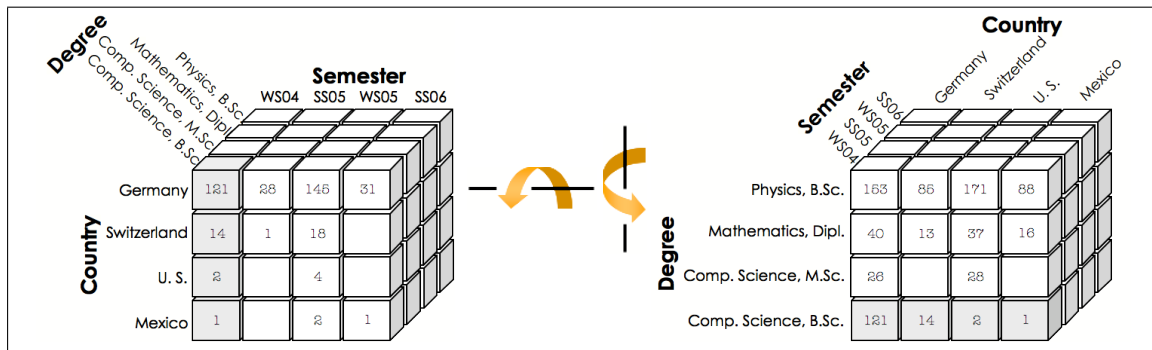 Degree
Physics, B.Sc.
Mathematics, Dipl.
Comp. Science, M.Sc.
Comp. Science, B.Sc.
Semester
WS04 SS05 WS05 SS06
Germany 121 28 145 31
Switzerland 14 1 18
U. S. 2 4
Mexico 1 2 1
Country
Country
Germany Switzerland U. S. Mexico
Semester
SS06
WS05
SS05
WS04
Physics, B.Sc. 153 85 171 88
Mathematics, Dipl. 40 13 37 16
Comp. Science, M.Sc. 26 28
Comp. Science, B.Sc. 121 14 2 1
Degree